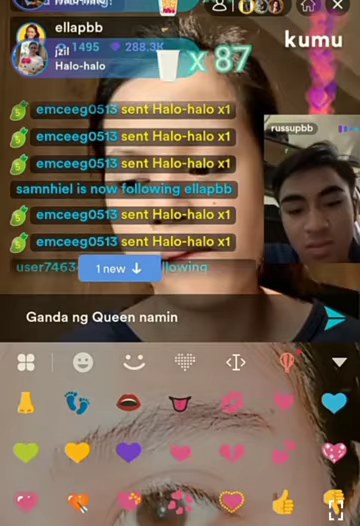 ellapbb
1495 288.3K
jzli
Halo-halo
x 87
kumu
emceeg0513 sent Halo-halo x1
russupbb
emceeg0513 sent Halo-halo x1
emceeg0513 sent Halo-halo x1
samnhiel is now following ellapbb
emceeg0513 sent Halo-halo x1
emceeg0513 sent Halo-halo x1
1 new
Ganda ng Queen namin